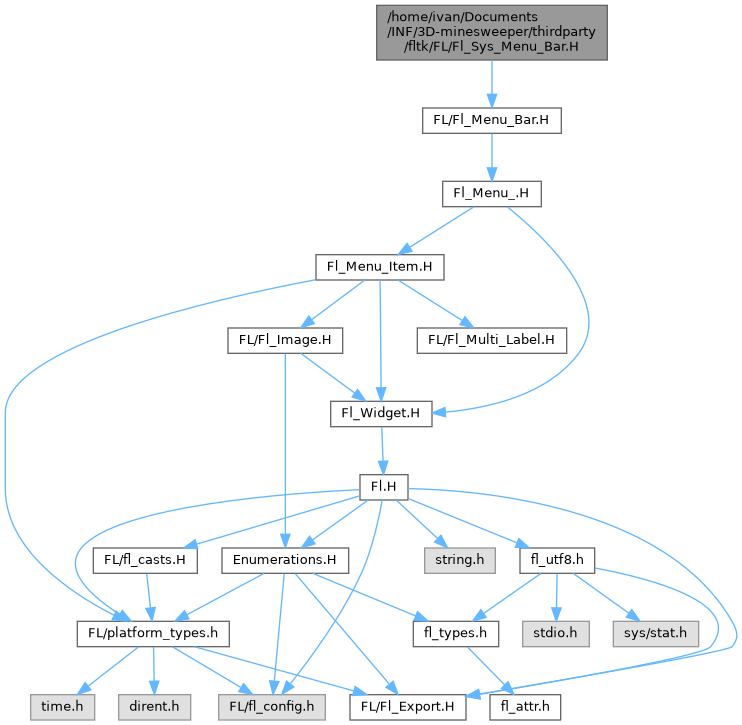 /home/ivan/Documents
/INF/3D-minesweeper/thirdparty
/fltk/FL/Fl_Sys_Menu_Bar.H
FL/Fl_Menu_Bar.H
Fl_Menu_.H
Fl_Menu_Item.H
FL/Fl_Image.H
FL/Fl_Multi_Label.H
Fl_Widget.H
Fl.H
FL/fl_casts.H
Enumerations.H
string.h
fl_utf8.h
FL/platform_types.h
fl_types.h
stdio.h
sys/stat.h
time.h
dirent.h
FL/fl_config.h
FL/Fl_Export.H
fl_attr.h